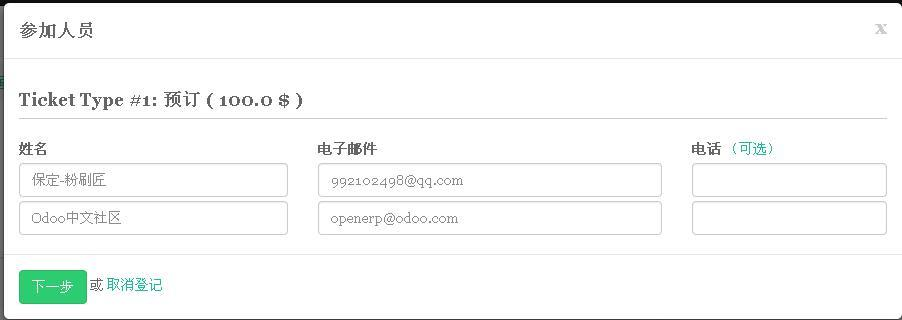 参加人员 x
Ticket Type #1: 预订 ( 100.0 $ )
姓名 电子邮件 电话 （可选）
保定-粉刷匠 992102498@qq.com
Odoo中文社区 openerp@odoo.com
下一步 或 取消登记